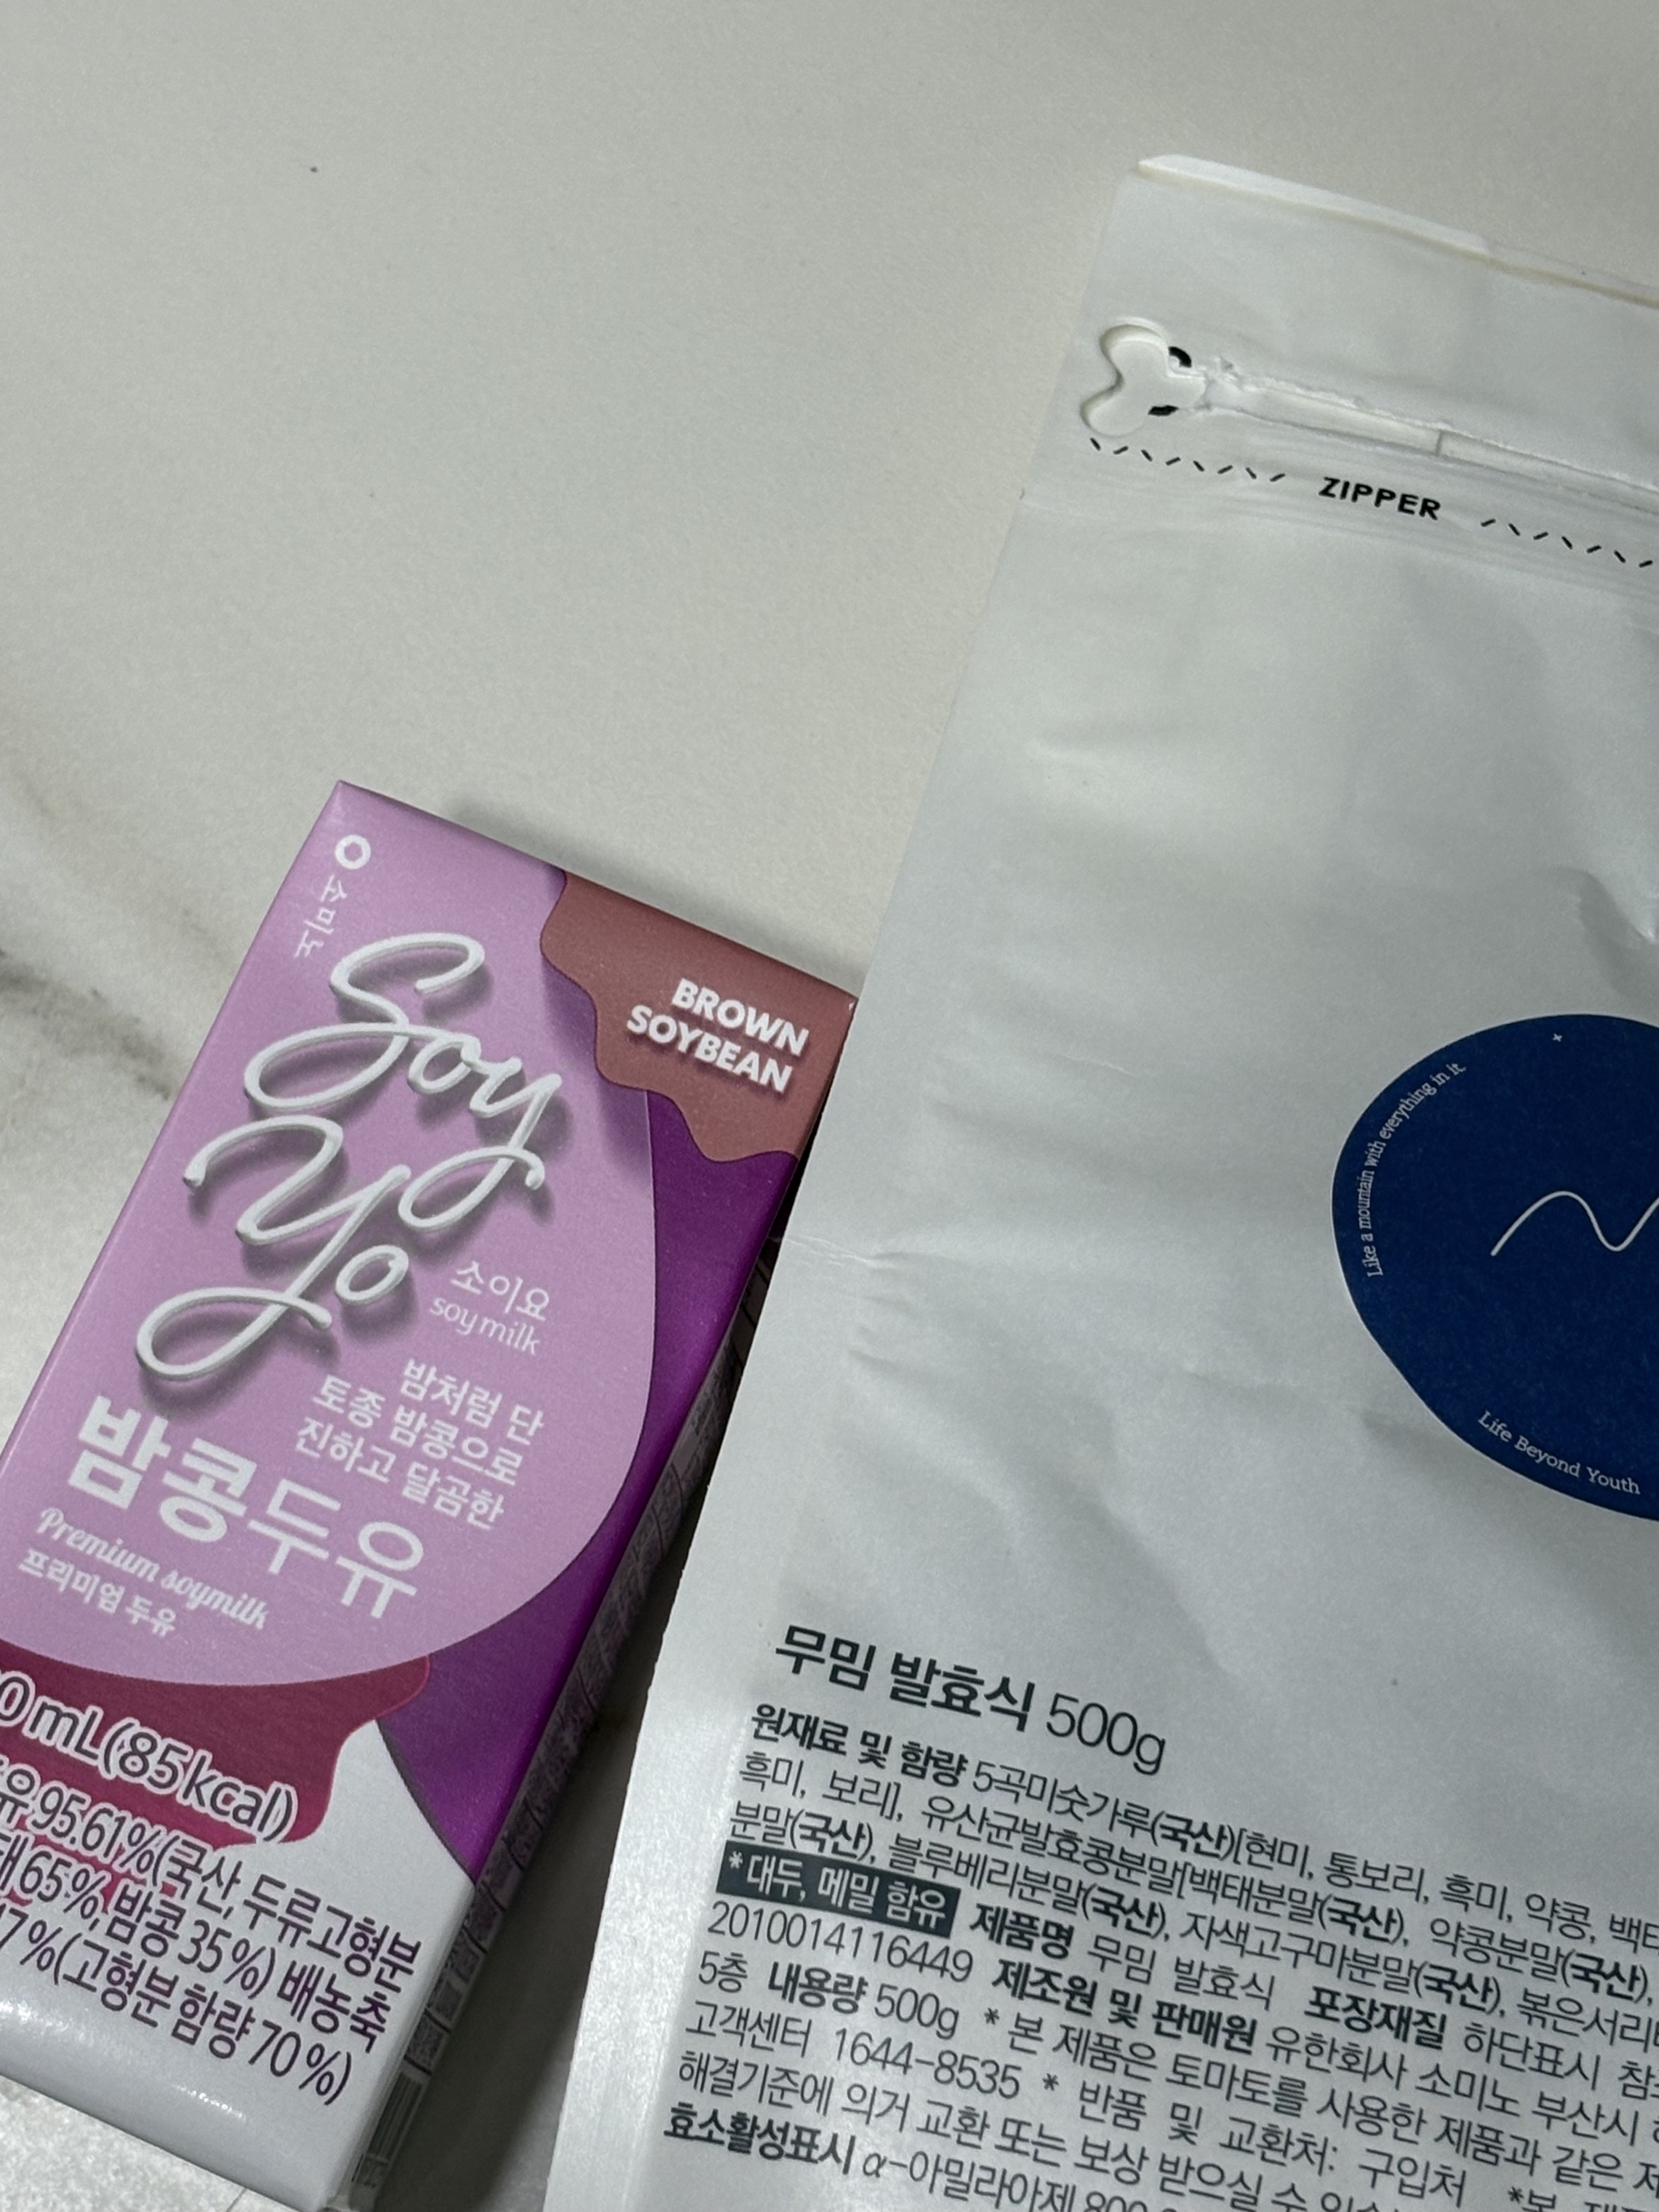 소미노
Soy
Yo
BROWN
SOYBEAN
소이요
soy milk
밤처럼 단
토종 밤콩으로
진하고 달곰한
밤콩두유
Premium soymilk
프리미엄 두유
0 mL(85 kcal)
유 95.61%(국산, 두류고형분
태 65%, 밤콩 35%) 배농축
7%(고형분 함량 70%)
ZIPPER
Like a mountain with everything in it
Life Beyond Youth
무밈 발효식 500g
원재료 및 함량 5곡미숫가루(국산)[현미, 통보리, 흑미, 약콩,
흑미, 보리], 유산균발효콩분말[백태분말(국산), 약콩분말(국산),
분말(국산), 블루베리분말(국산), 자색고구마분말(국산),
*대두, 메밀 함유 제품명 무밈 발효식 포장재질 하단표시
2010014116449 제조원 및 판매원 유한회사 소미노 부산시
5층 내용량 500g *본 제품은 토마토를 사용한 제품과 같은
고객센터 1644-8535 * 반품 및 교환처: 구입처
해결기준에 의거 교환 또는 보상 받으실 수
효소활성표시 α-아밀라아제